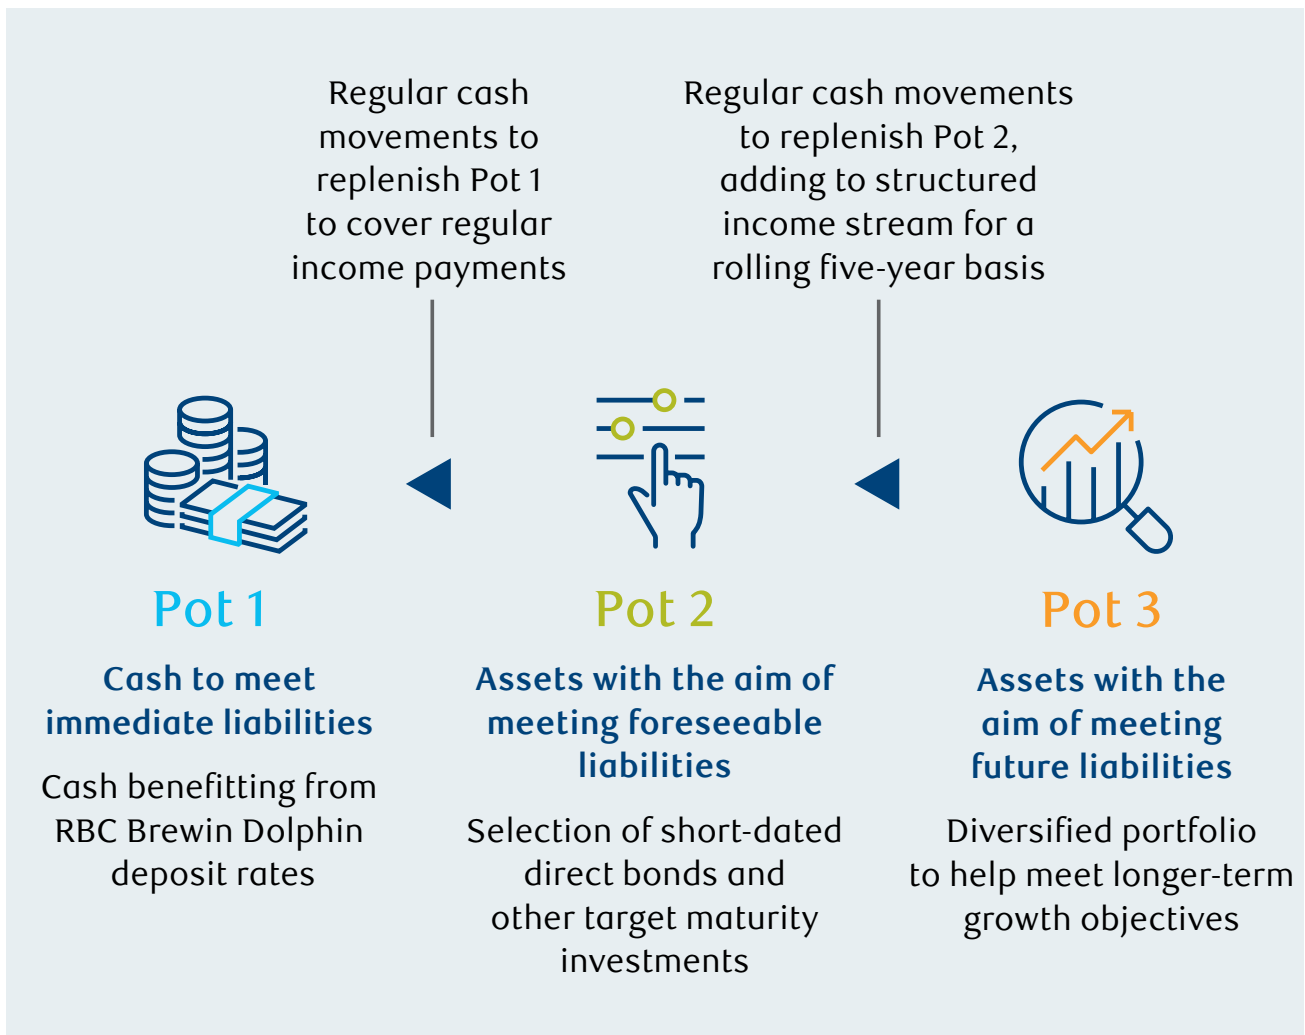 Regular cash
movements to
replenish Pot 1
to cover regular
income payments
Regular cash movements
to replenish Pot 2,
adding to structured
income stream for a
rolling five-year basis
Pot 1
Cash to meet
immediate liabilities
Cash benefitting from
RBC Brewin Dolphin
deposit rates
Pot 2
Assets with the aim of
meeting foreseeable
liabilities
Selection of short-dated
direct bonds and
other target maturity
investments
Pot 3
Assets with the
aim of meeting
future liabilities
Diversified portfolio
to help meet longer-term
growth objectives